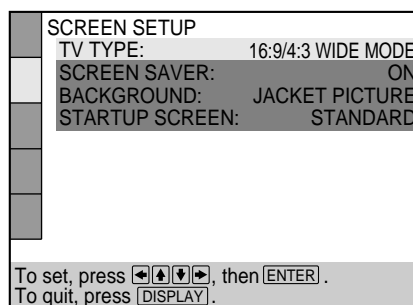 SCREEN SETUP
TV TYPE: 16:9/4:3 WIDE MODE
SCREEN SAVER: ON
BACKGROUND: JACKET PICTURE
STARTUP SCREEN: STANDARD
To set, press ←↑↓→, then ENTER.
To quit, press DISPLAY.